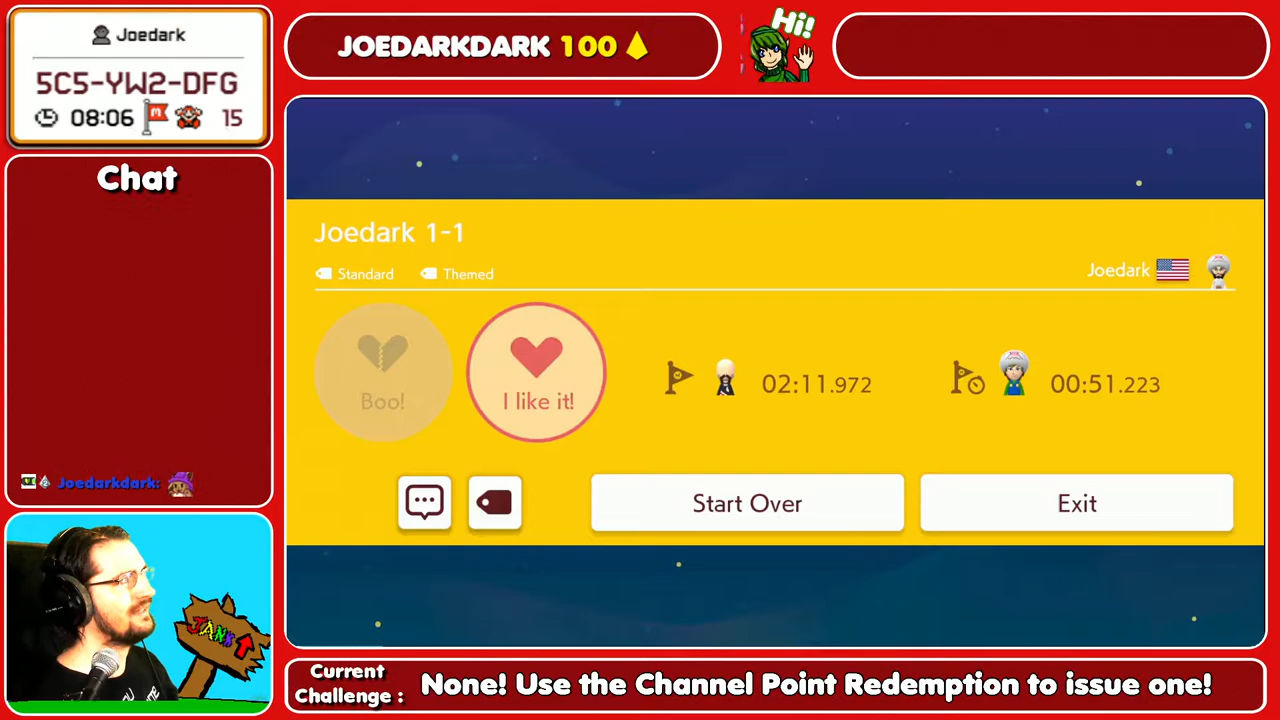 Joedark
5C5-YW2-DFG
08:06 15
Chat
Joedarkdark:
JOEDARKDARK 100
Hi!
Joedark 1-1
Standard Themed
Joedark
Boo!
I like it!
02:11.972
00:51.223
Start Over
Exit
JANK
Current
Challenge :
None! Use the Channel Point Redemption to issue one!